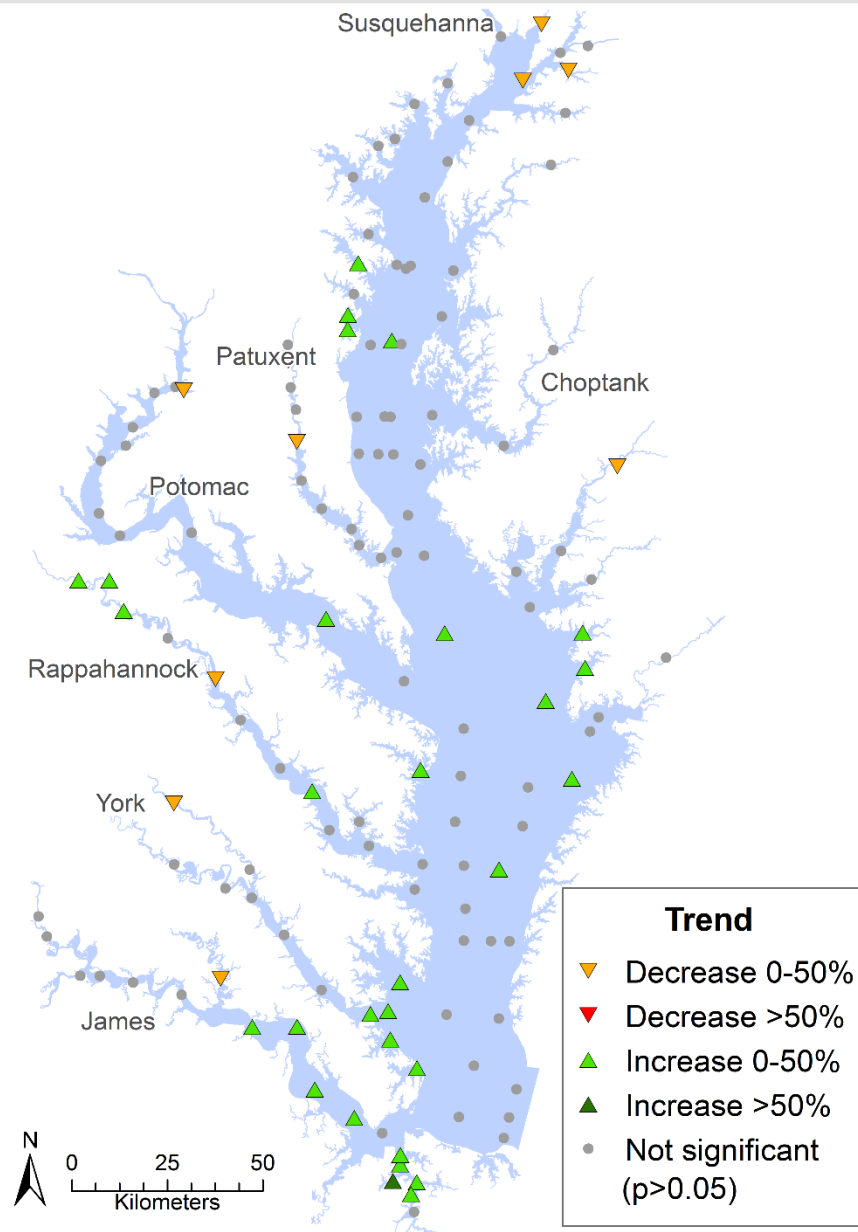 Susquehanna
Patuxent
Choptank
Potomac
Rappahannock
York
James
Trend
Decrease 0-50%
Decrease >50%
Increase 0-50%
Increase >50%
Not significant
(p>0.05)
N
0 25 50
Kilometers